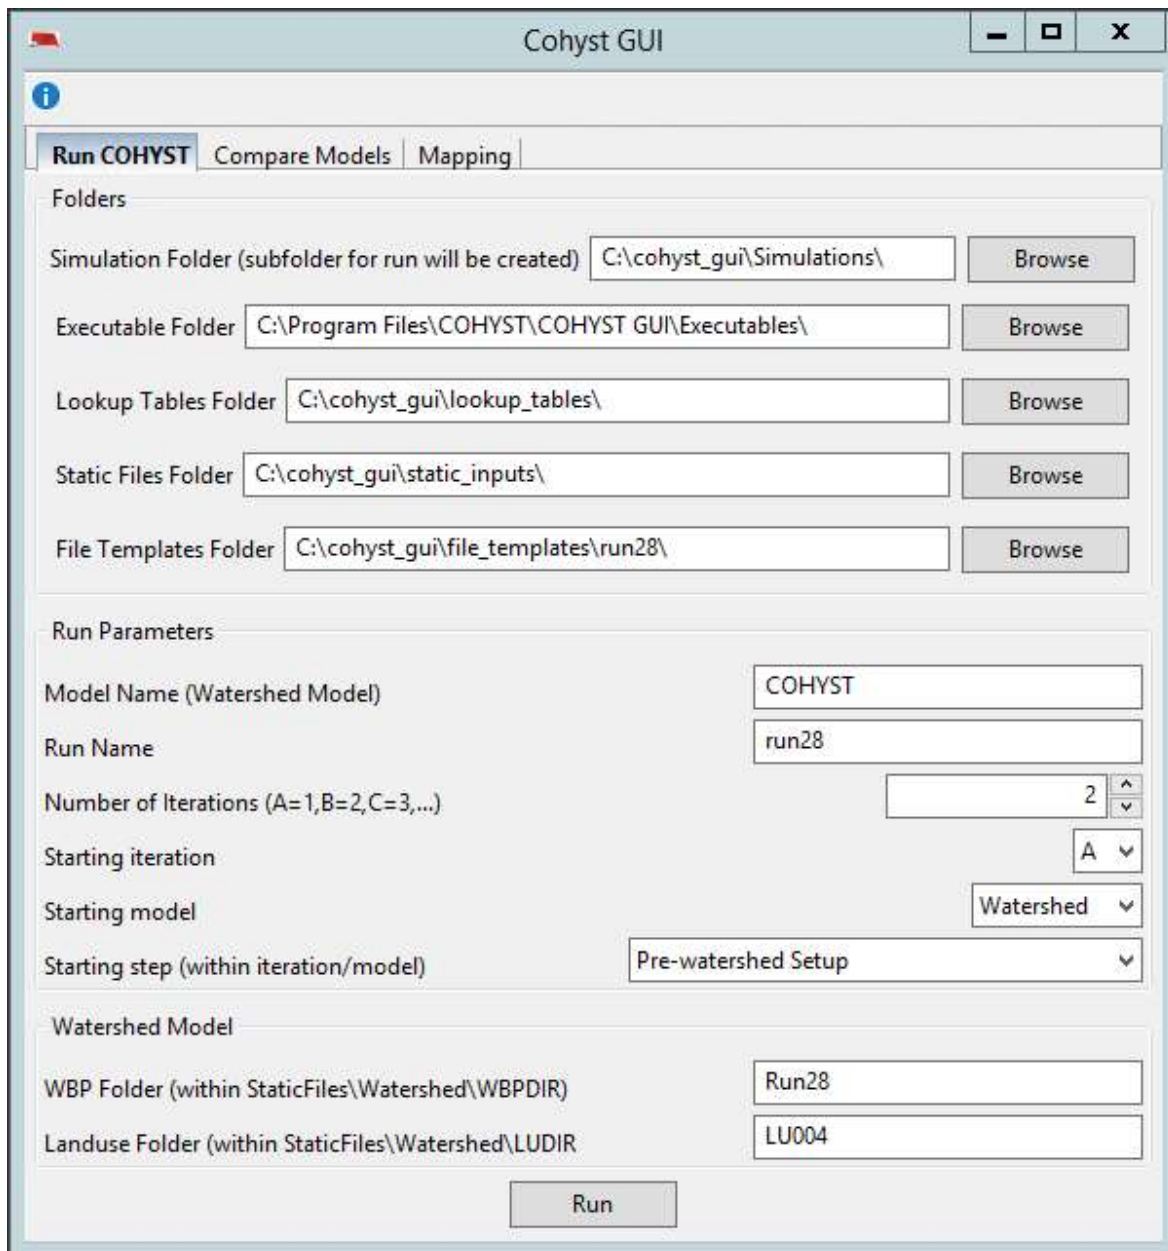 Cohyst GUI
Run COHYST Compare Models Mapping
Folders
Simulation Folder (subfolder for run will be created) C:\cohyst_gui\Simulations\ Browse
Executable Folder C:\Program Files\COHYST\COHYST GUI\Executables\ Browse
Lookup Tables Folder C:\cohyst_gui\lookup_tables\ Browse
Static Files Folder C:\cohyst_gui\static_inputs\ Browse
File Templates Folder C:\cohyst_gui\file_templates\run28\ Browse
Run Parameters
Model Name (Watershed Model) COHYST
Run Name run28
Number of Iterations (A=1,B=2,C=3,...) 2
Starting iteration A
Starting model Watershed
Starting step (within iteration/model) Pre-watershed Setup
Watershed Model
WBP Folder (within StaticFiles\Watershed\WBPDIR) Run28
Landuse Folder (within StaticFiles\Watershed\LUDIR LU004
Run